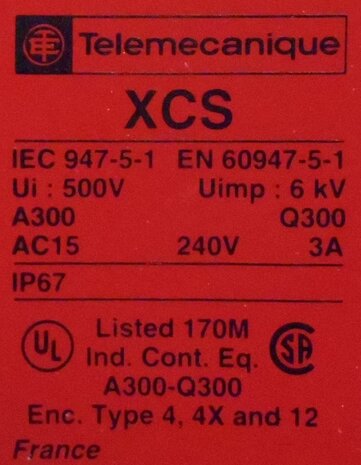 Telemecanique
XCS
IEC 947-5-1 EN 60947-5-1
Ui : 500V Uimp : 6 kV
A300 Q300
AC15 240V 3A
IP67
UL Listed 170M SA
Ind. Cont. Eq.
A300-Q300
Enc. Type 4, 4X and 12
France